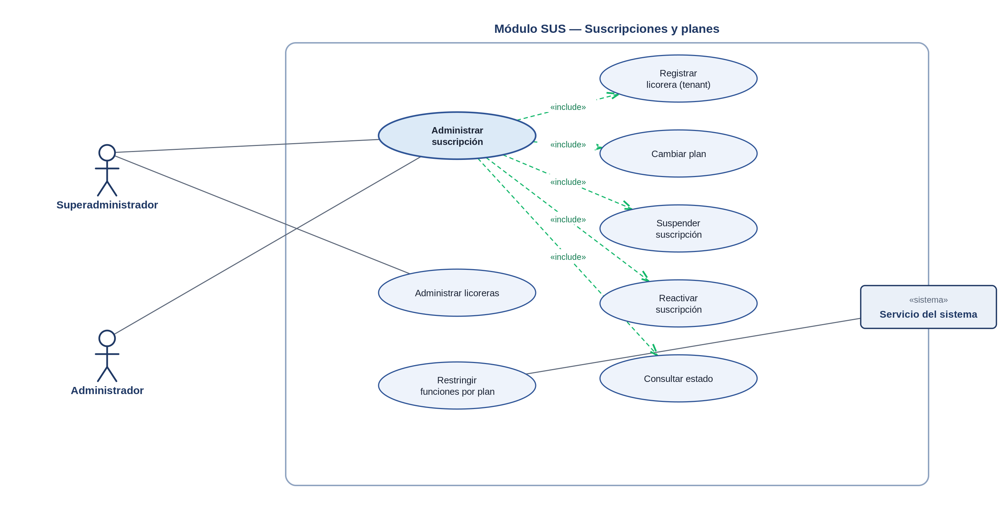 Módulo SUS — Suscripciones y planes
Registrar
licorera (tenant)
«include»
Administrar
suscripción
«include»
Cambiar plan
«include»
Superadministrador
«include»
Suspender
suscripción
«include»
Administrar licoreras
Reactivar
suscripción
«sistema»
Servicio del sistema
Restringir
funciones por plan
Consultar estado
Administrador